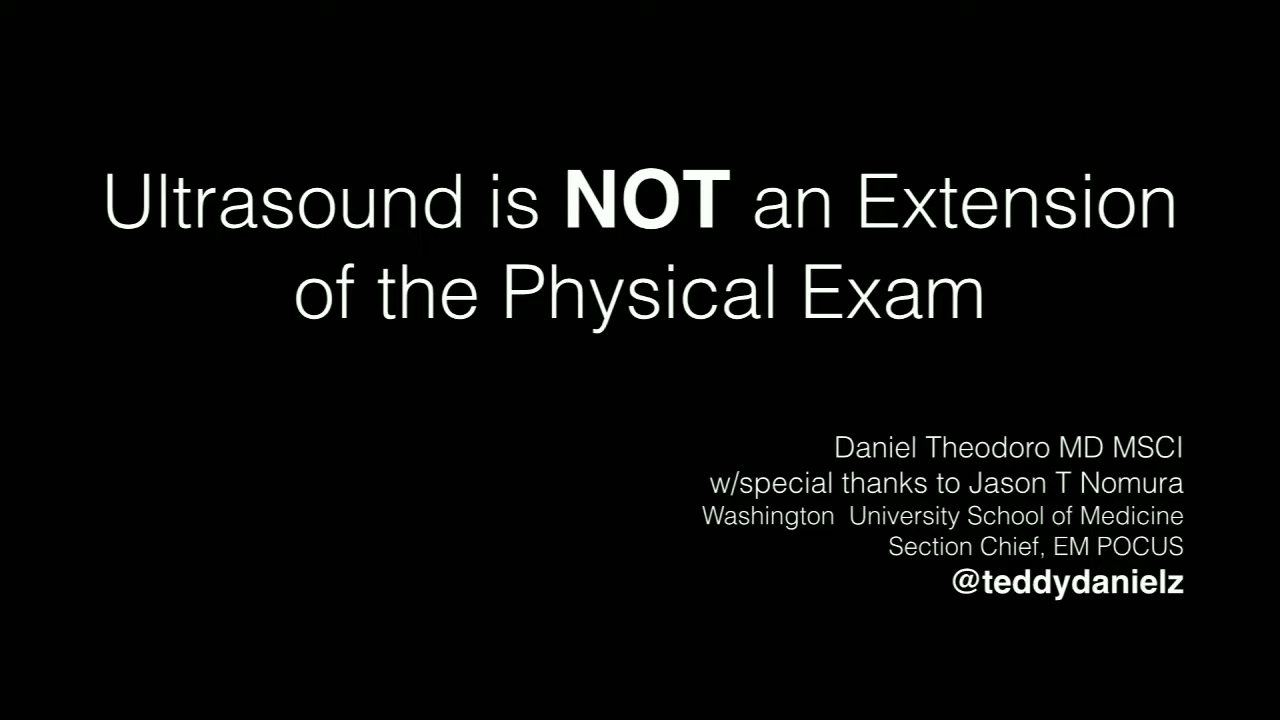 Ultrasound is NOT an Extension
of the Physical Exam
Daniel Theodoro MD MSCI
w/special thanks to Jason T Nomura
Washington  University School of Medicine
Section Chief, EM POCUS
@teddydanielz